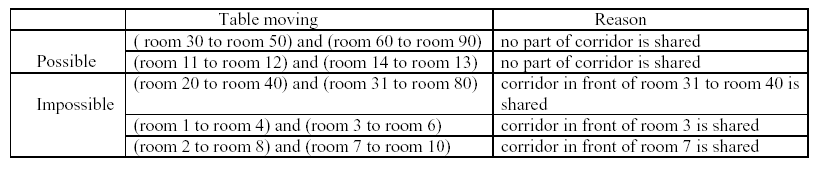 Table moving Reason
Possible ( room 30 to room 50) and (room 60 to room 90) no part of corridor is shared
(room 11 to room 12) and (room 14 to room 13) no part of corridor is shared
Impossible (room 20 to room 40) and (room 31 to room 80) corridor in front of room 31 to room 40 is
shared
(room 1 to room 4) and (room 3 to room 6) corridor in front of room 3 is shared
(room 2 to room 8) and (room 7 to room 10) corridor in front of room 7 is shared